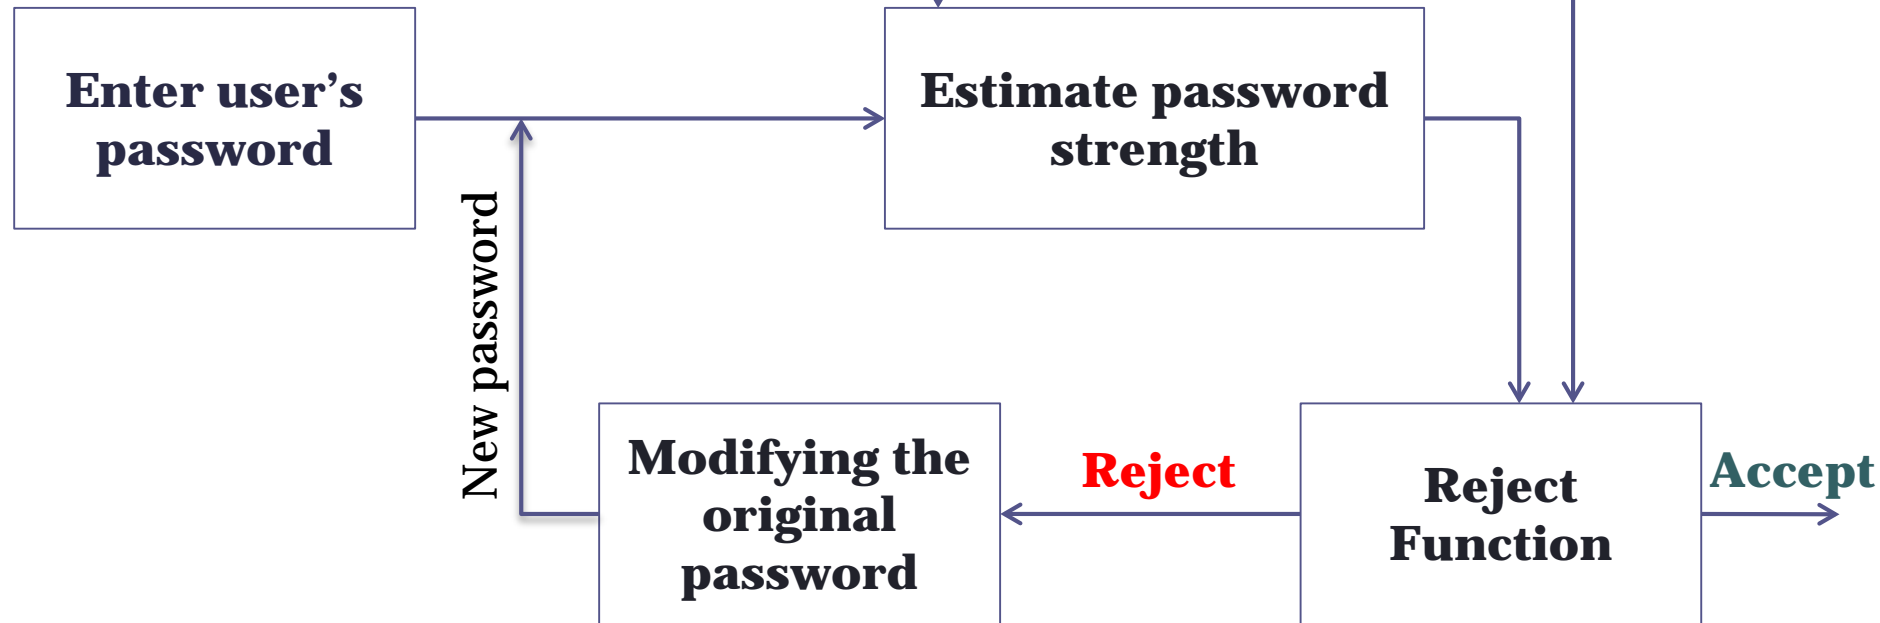 Enter user’s
password
Estimate password
strength
New password
Modifying the
original
password
Reject
Reject
Function
Accept